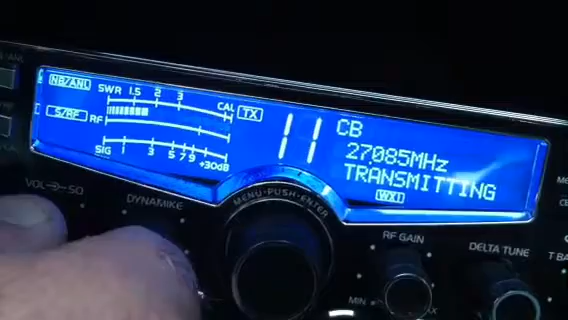 NB/ANL
SWR 1.5 2 3
CAL TX
S/RF RF
SIG 1 3 5 7 9 +30dB
11
CB
27085MHz
TRANSMITTING
WX1
VOL SQ
DYNAMIKE
MENU-PUSH-ENTER
RF GAIN
MIN
DELTA TUNE